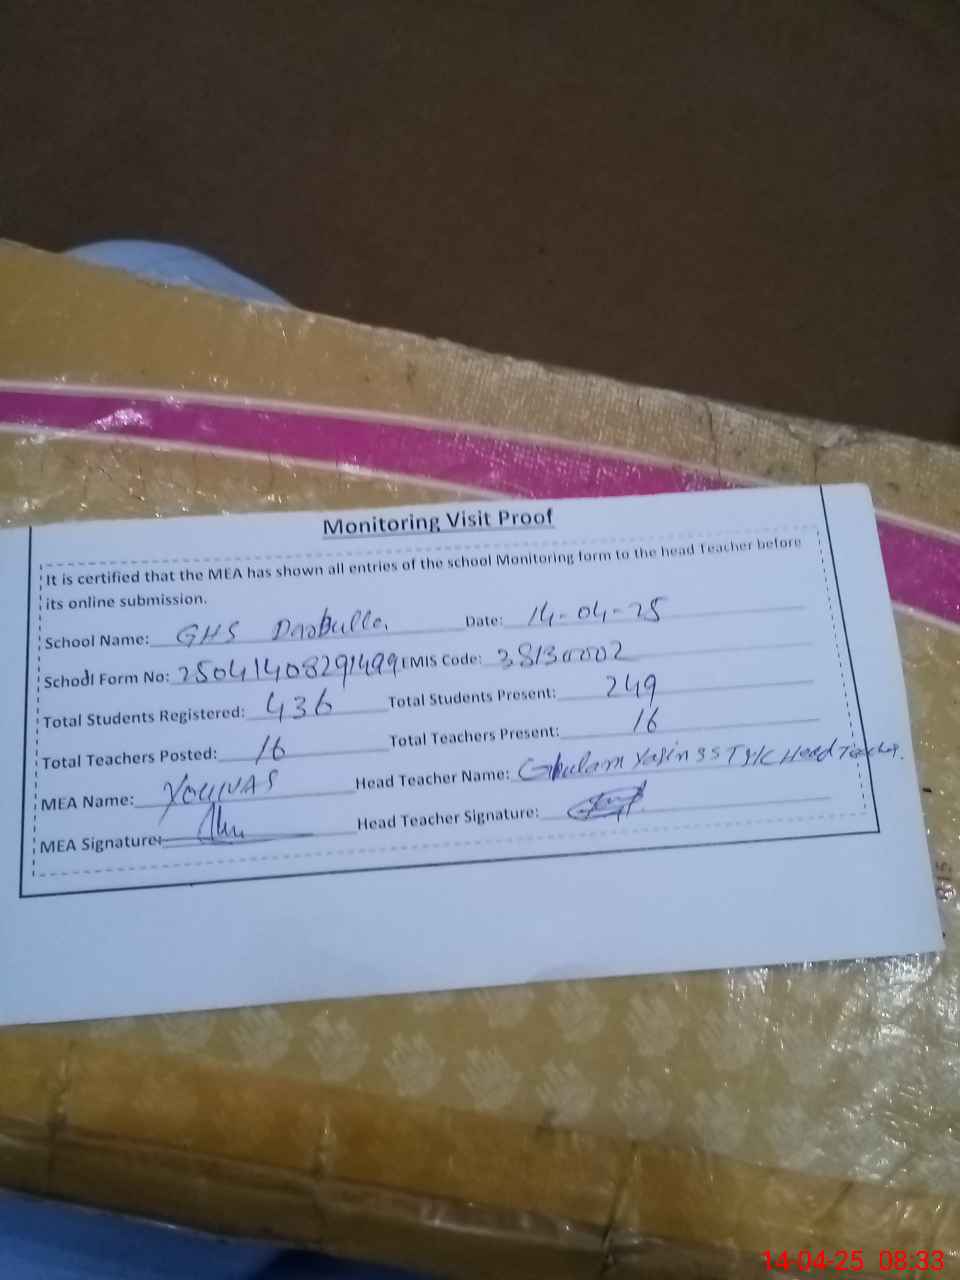 Monitoring Visit Proof
It is certified that the MEA has shown all entries of the school Monitoring form to the head Teacher before
its online submission.
School Name: GHS Date: 14-04-25
School Form No: 25041408291499 EMIS Code: 38130002
Total Students Registered: 436 Total Students Present: 249
Total Teachers Posted: 16 Total Teachers Present: 16
MEA Name: YOUNAS Head Teacher Name: Ghulam Yasin SST I/C Head Teacher.
MEA Signature: Head Teacher Signature:
14-04-25 08:33